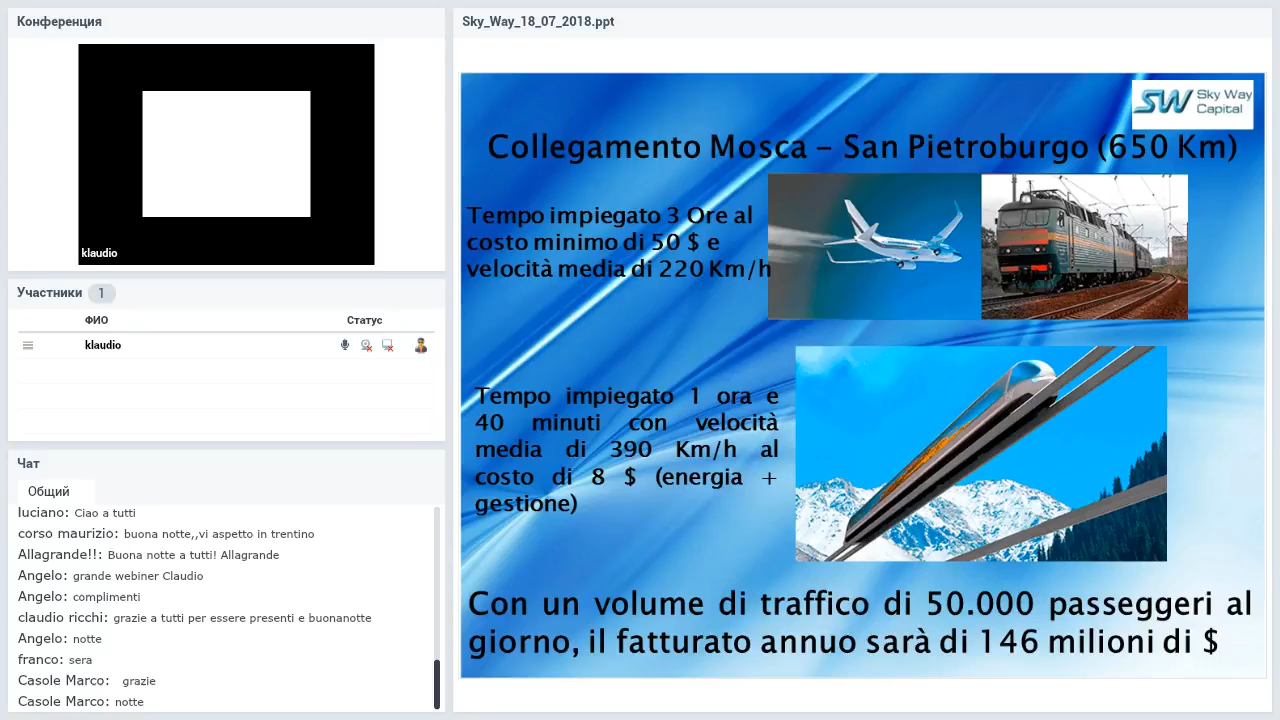 Конференция
klaudio
Участники 1
ФИО Статус
klaudio
Чат
Общий
luciano: Ciao a tutti
corso maurizio: buona notte,,vi aspetto in trentino
Allagrande!!: Buona notte a tutti! Allagrande
Angelo: grande webiner Claudio
Angelo: complimenti
claudio ricchi: grazie a tutti per essere presenti e buonanotte
Angelo: notte
franco: sera
Casole Marco: grazie
Casole Marco: notte
Sky_Way_18_07_2018.ppt
SW Sky Way
Capital
Collegamento Mosca – San Pietroburgo (650 Km)
Tempo impiegato 3 Ore al
costo minimo di 50 $ e
velocità media di 220 Km/h
Tempo impiegato 1 ora e
40 minuti con velocità
media di 390 Km/h al
costo di 8 $ (energia +
gestione)
Con un volume di traffico di 50.000 passeggeri al
giorno, il fatturato annuo sarà di 146 milioni di $